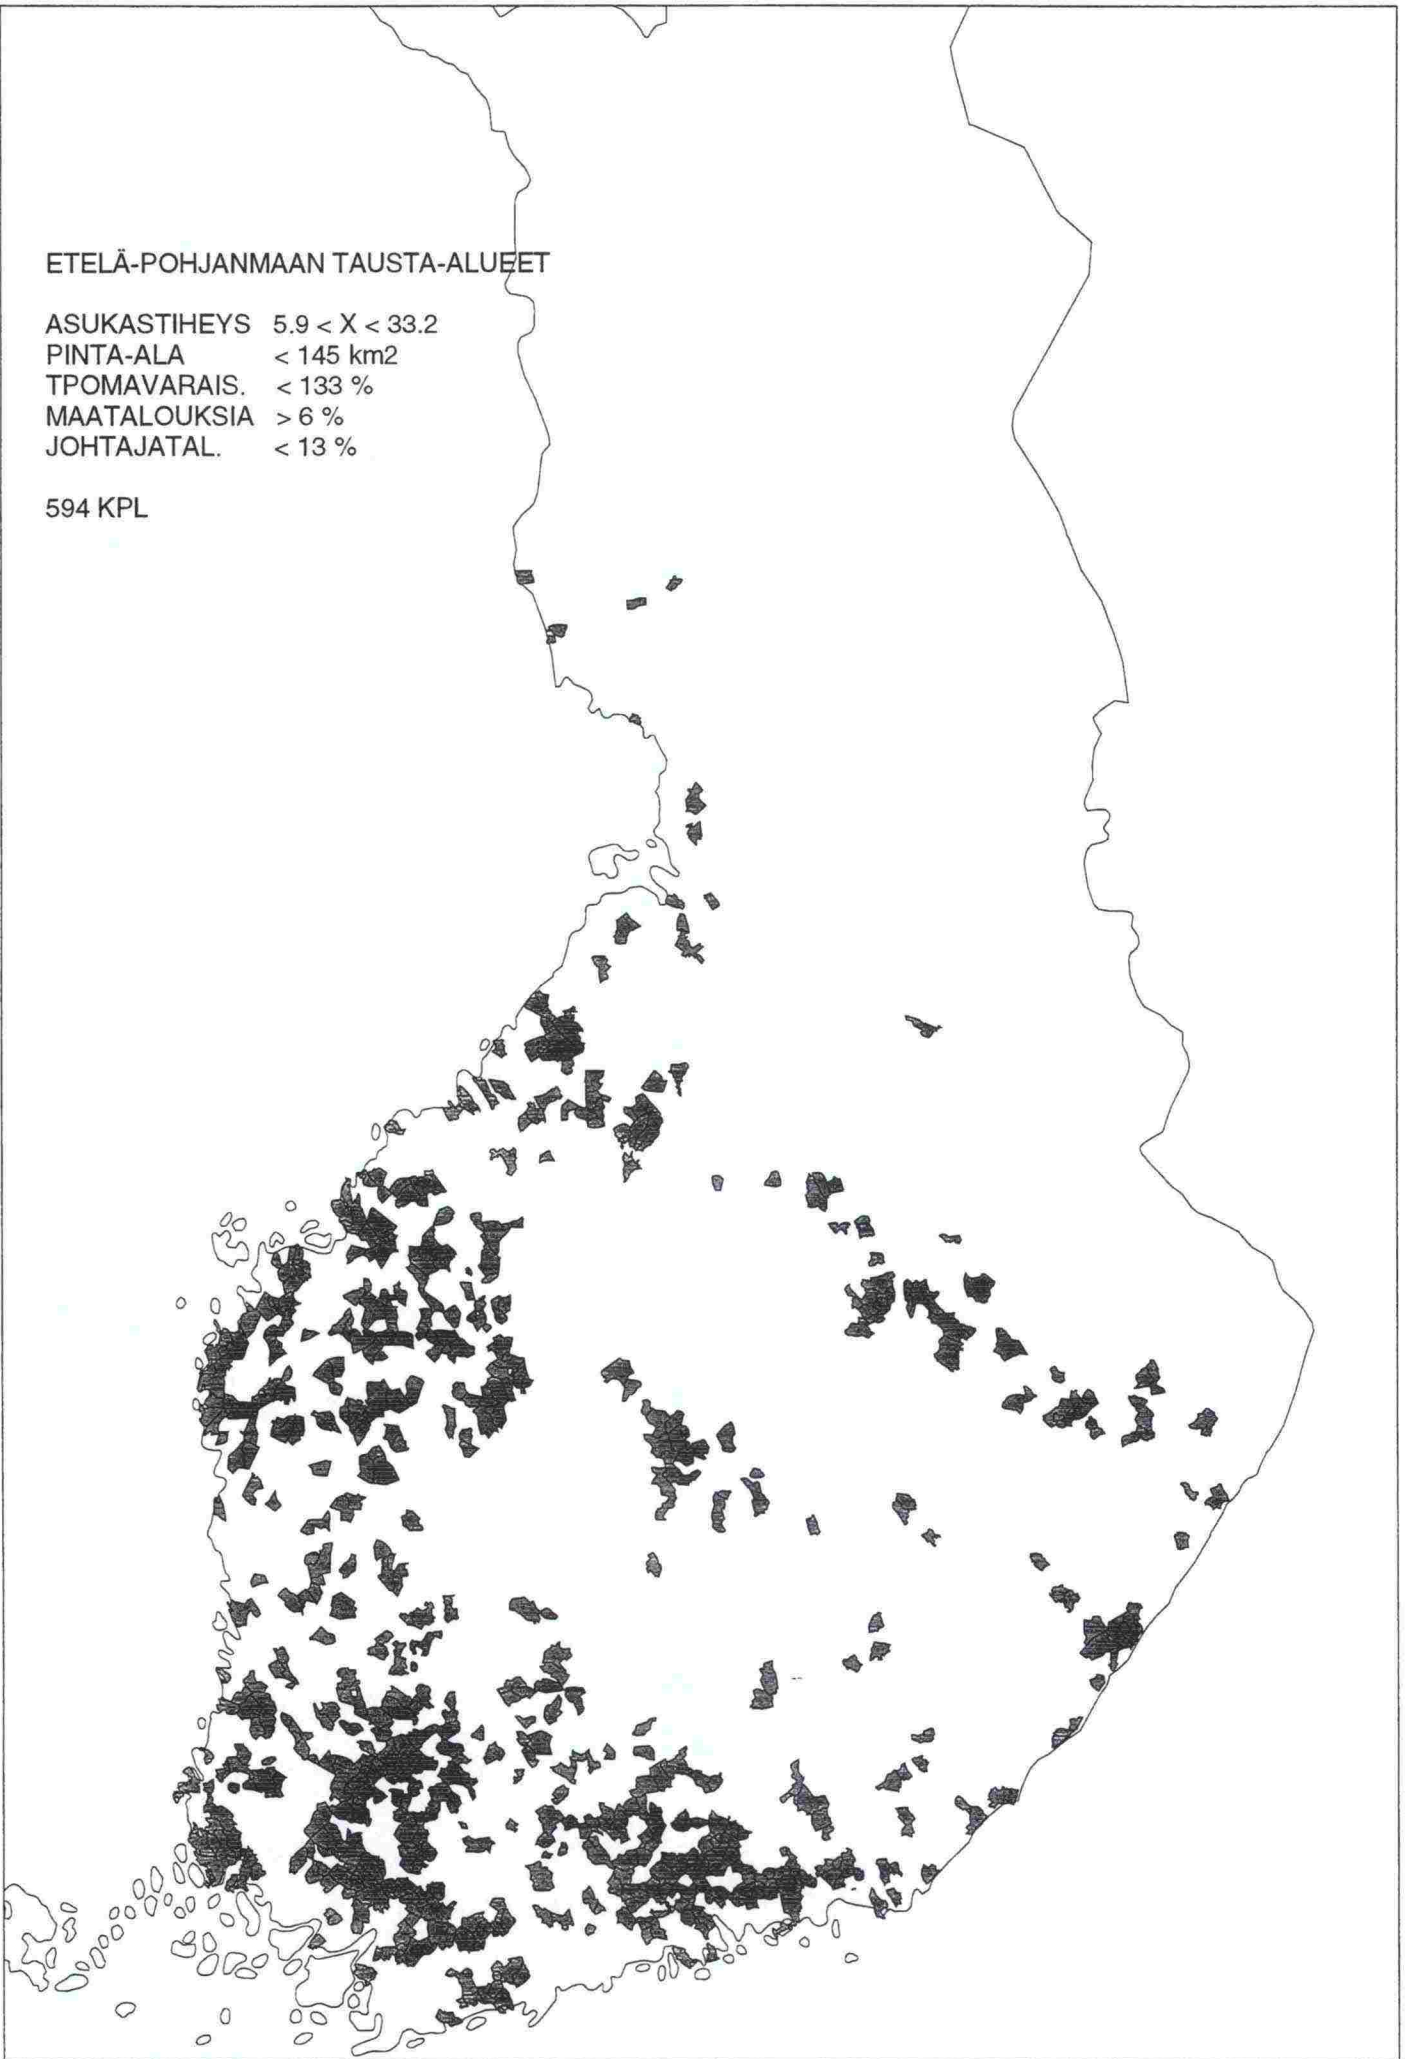 ETELÄ-POHJANMAAN TAUSTA-ALUEET
ASUKASTIHEYS 5.9 < X < 33.2
PINTA-ALA < 145 km2
TPOMAVARAIS. < 133 %
MAATALOUKSIA > 6 %
JOHTAJATAL. < 13 %
594 KPL